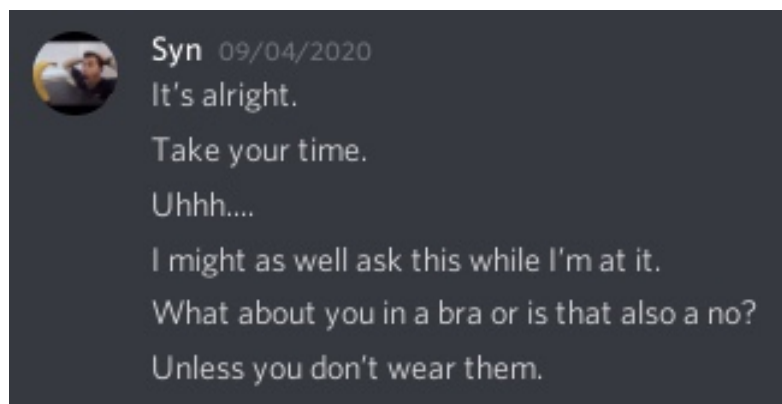 Syn 09/04/2020
It's alright.
Take your time.
Uhhh....
I might as well ask this while I'm at it.
What about you in a bra or is that also a no?
Unless you don't wear them.